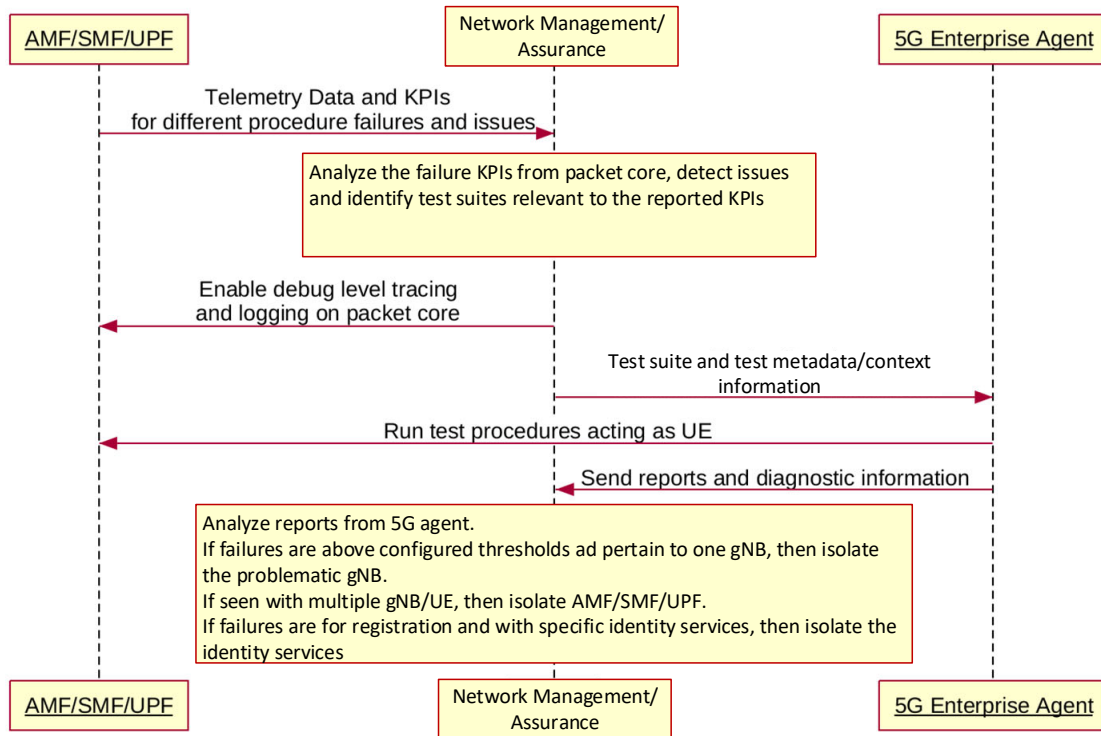 AMF/SMF/UPF
Network Management/
Assurance
5G Enterprise Agent
Telemetry Data and KPIs
for different procedure failures and issues
Analyze the failure KPIs from packet core, detect issues
and identify test suites relevant to the reported KPIs
Enable debug level tracing
and logging on packet core
Test suite and test metadata/context
information
Run test procedures acting as UE
Send reports and diagnostic information
Analyze reports from 5G agent.
If failures are above configured thresholds ad pertain to one gNB, then isolate
the problematic gNB.
If seen with multiple gNB/UE, then isolate AMF/SMF/UPF.
If failures are for registration and with specific identity services, then isolate the
identity services
AMF/SMF/UPF
Network Management/
Assurance
5G Enterprise Agent